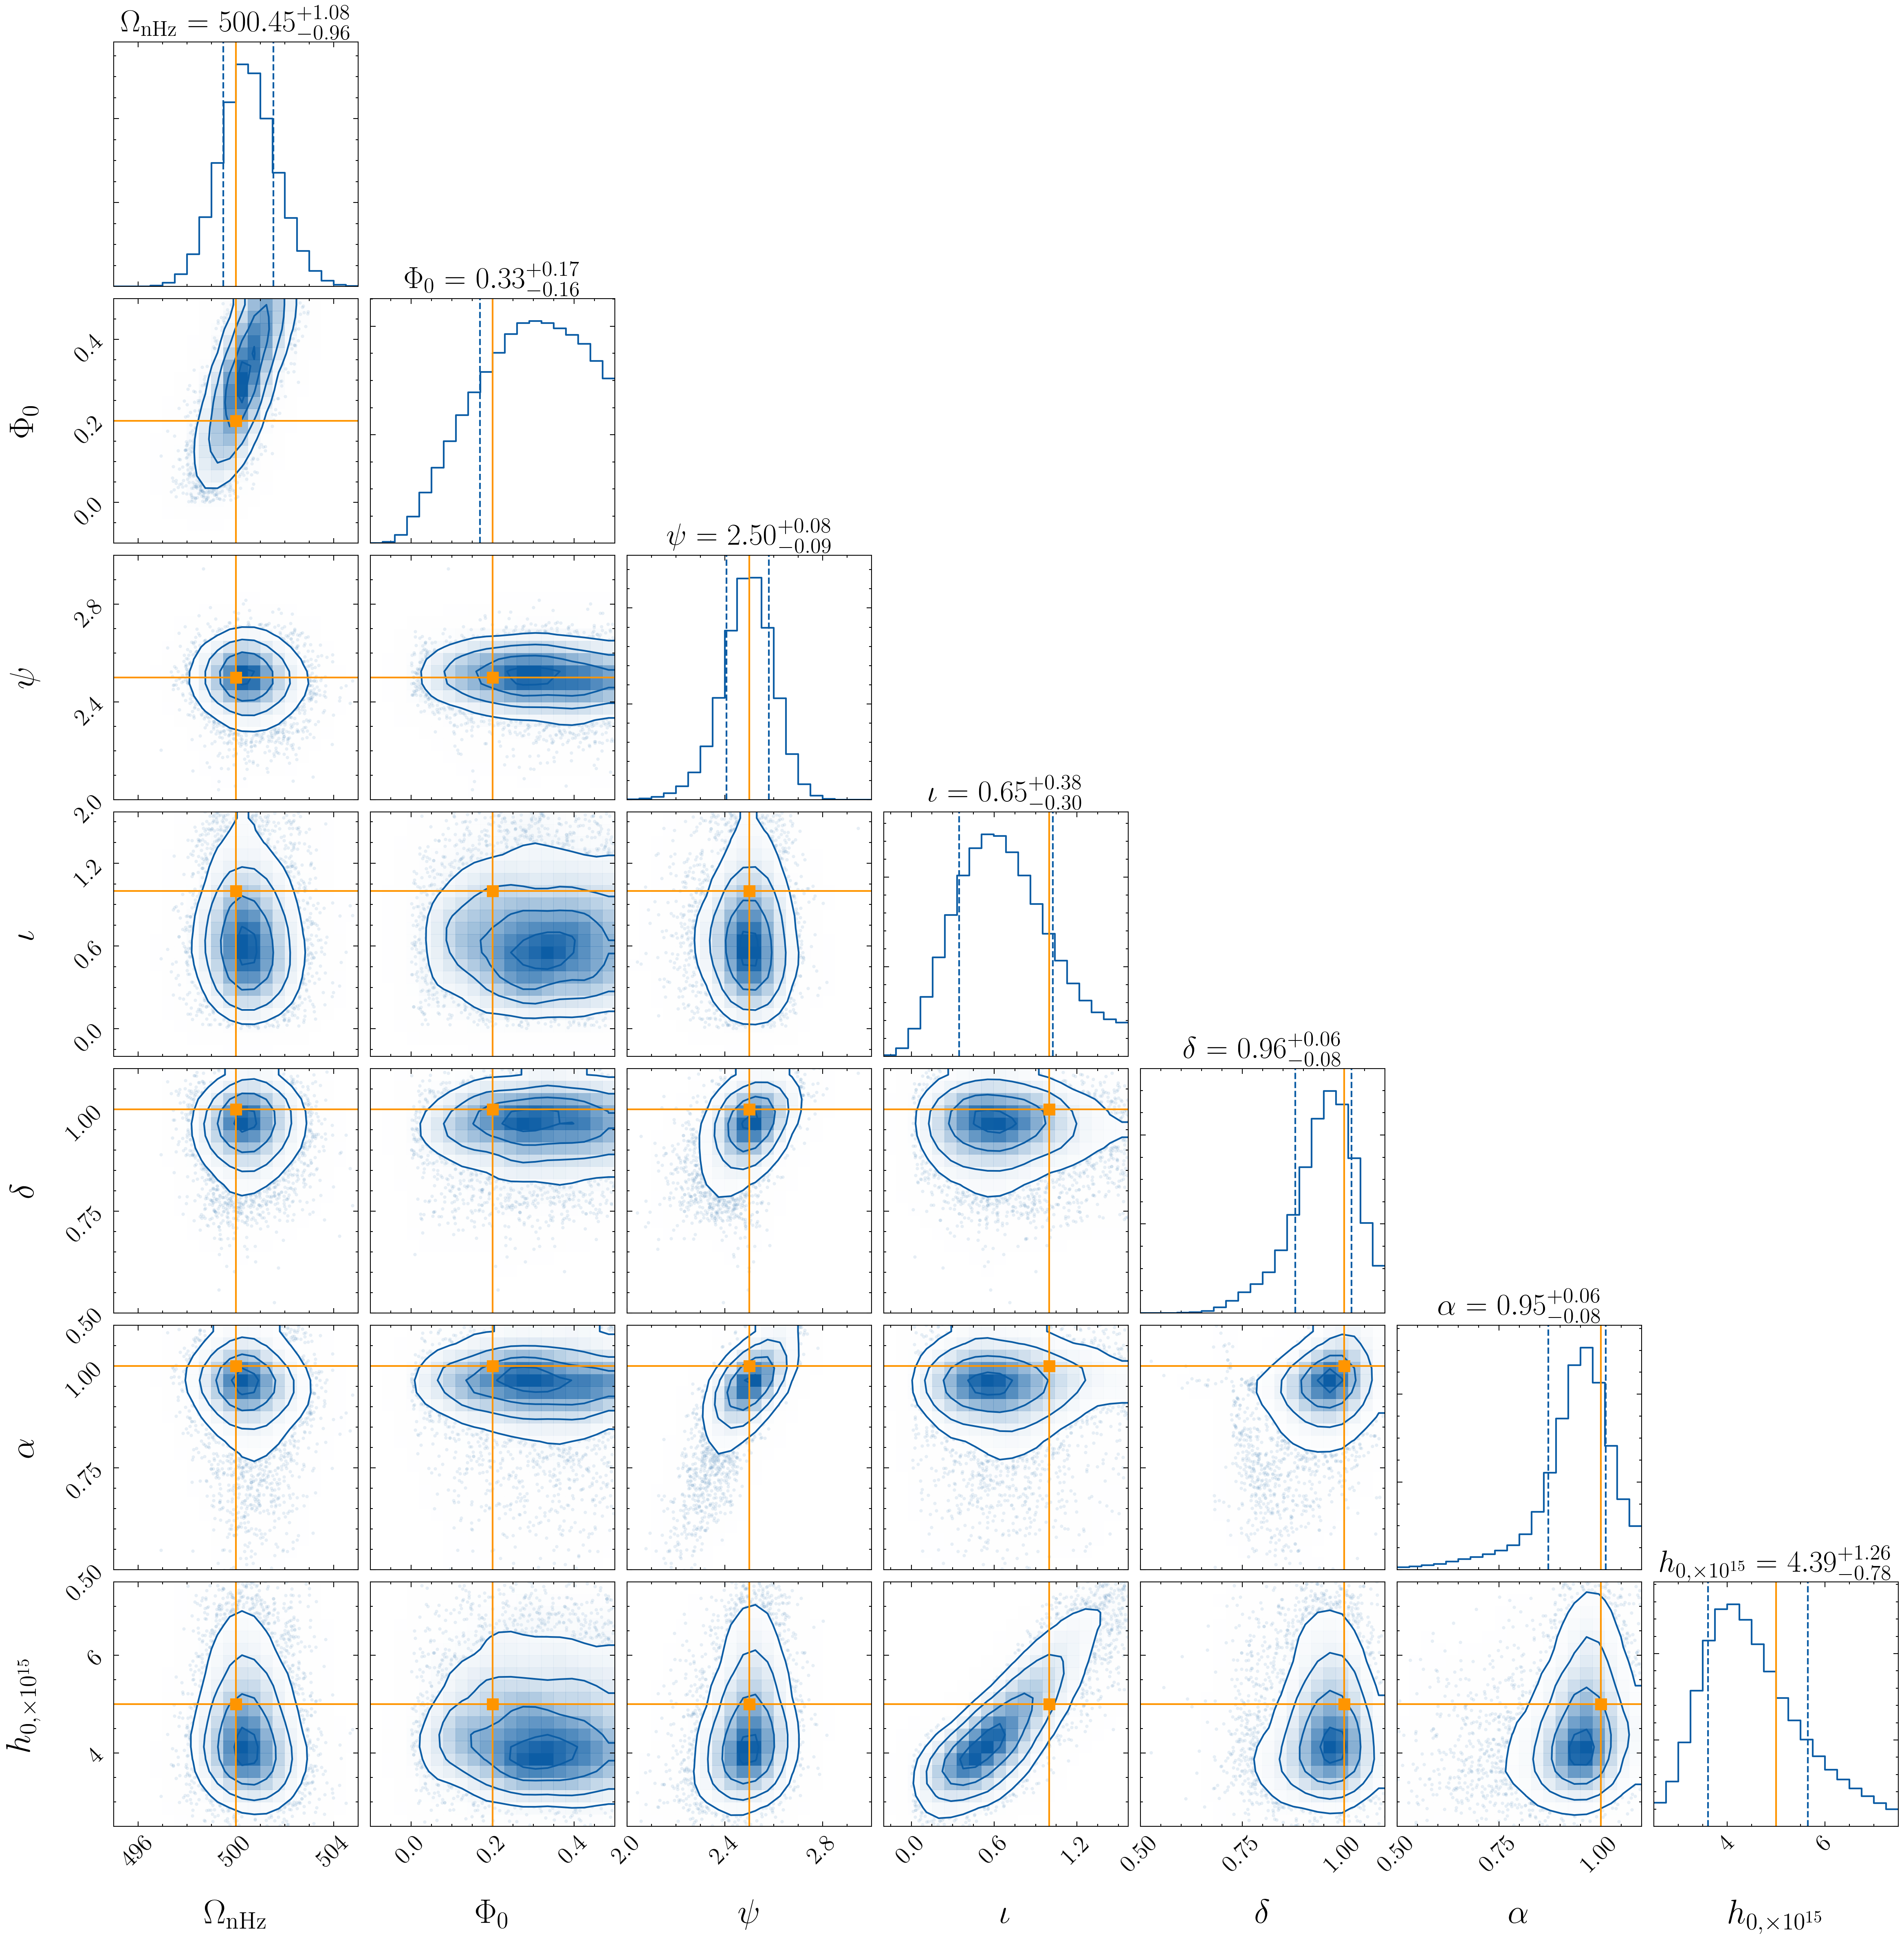 Ω_nHz = 500.45^{+1.08}_{−0.96}
Φ_0 = 0.33^{+0.17}_{−0.16}
0.4
0.2
0.0
Φ_0
ψ = 2.50^{+0.08}_{−0.09}
2.8
2.4
2.0
ψ
ι = 0.65^{+0.38}_{−0.30}
1.2
0.6
0.0
ι
δ = 0.96^{+0.06}_{−0.08}
1.00
0.75
0.50
δ
α = 0.95^{+0.06}_{−0.08}
1.00
0.75
0.50
α
h_{0,×10^{15}} = 4.39^{+1.26}_{−0.78}
6
4
h_{0,×10^{15}}
496 500 504 0.0 0.2 0.4 2.0 2.4 2.8 0.0 0.6 1.2 0.50 0.75 1.00 0.50 0.75 1.00 4 6
Ω_nHz Φ_0 ψ ι δ α h_{0,×10^{15}}